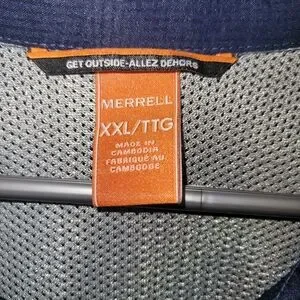 GET OUTSIDE-ALLEZ DEHORS
MERRELL
XXL/TTG
MADE IN
CAMBODIA
FABRIQUÉ AU
CAMBODGE